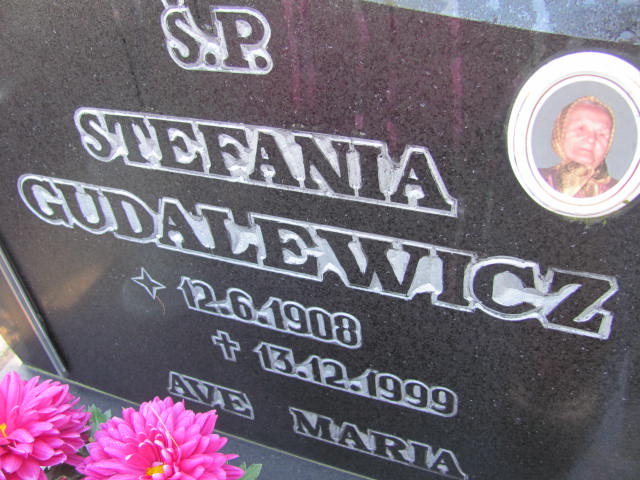 Ś.P.
STEFANIA
GUDALEWICZ
12.6.1908
13.12.1999
AVE MARIA